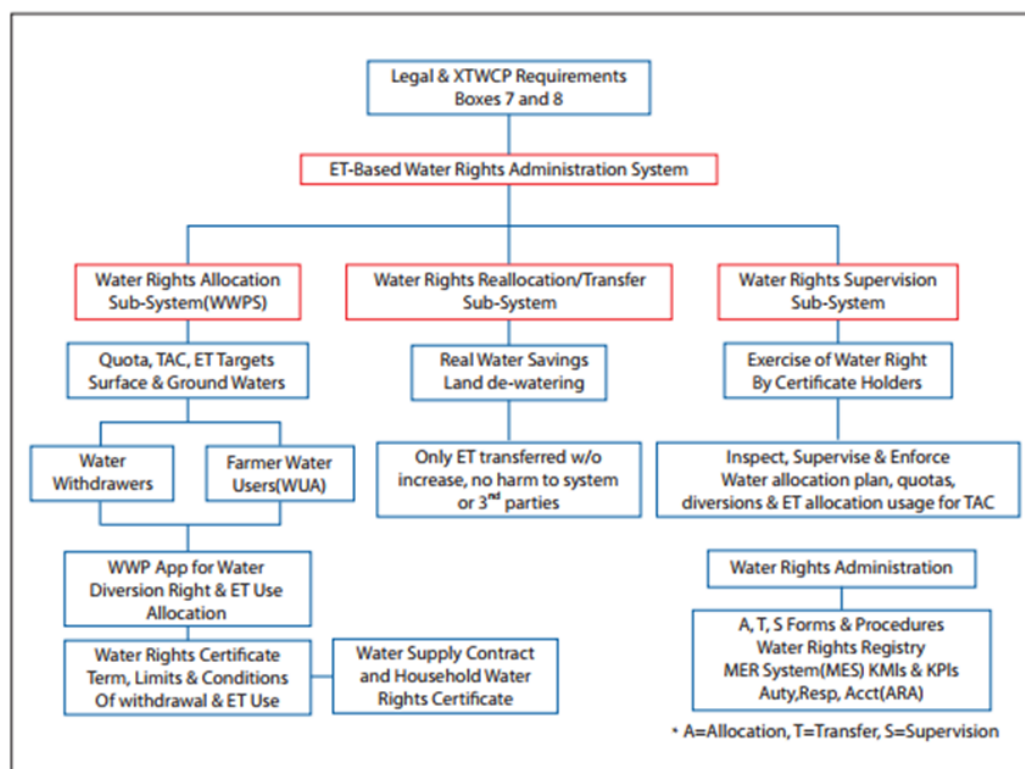 Legal & XTWCP Requirements
Boxes 7 and 8
ET-Based Water Rights Administration System
Water Rights Allocation
Sub-System(WWPS)
Water Rights Reallocation/Transfer
Sub-System
Water Rights Supervision
Sub-System
Quota, TAC, ET Targets
Surface & Ground Waters
Real Water Savings
Land de-watering
Exercise of Water Right
By Certificate Holders
Water
Withdrawers
Farmer Water
Users(WUA)
Only ET transferred w/o
increase, no harm to system
or 3nd parties
Inspect, Supervise & Enforce
Water allocation plan, quotas,
diversions & ET allocation usage for TAC
WWP App for Water
Diversion Right & ET Use
Allocation
Water Rights Administration
Water Rights Certificate
Term, Limits & Conditions
Of withdrawal & ET Use
Water Supply Contract
and Household Water
Rights Certificate
A, T, S Forms & Procedures
Water Rights Registry
MER System(MES) KMIs & KPIs
Auty,Resp, Acct(ARA)
* A=Allocation, T=Transfer, S=Supervision